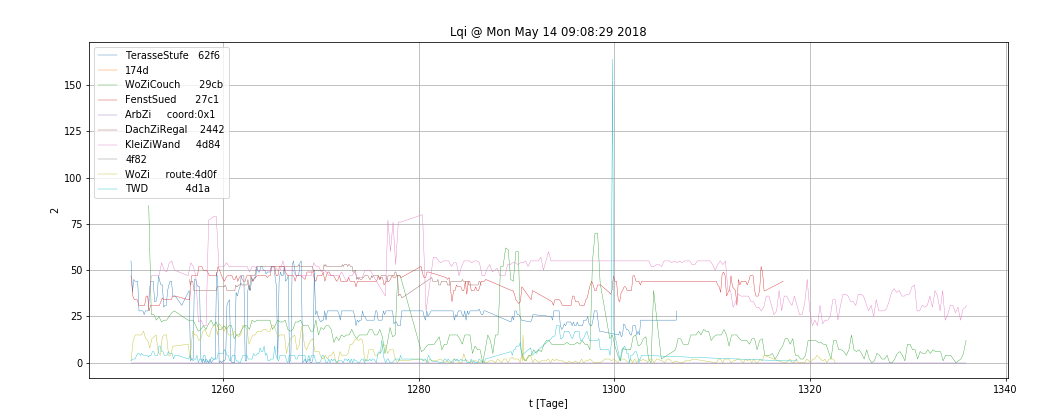 Lqi @ Mon May 14 09:08:29 2018
TerasseStufe 62f6
174d
WoZiCouch 29cb
FenstSued 27c1
ArbZi coord:0x1
DachZiRegal 2442
KleiZiWand 4d84
4f82
WoZi route:4d0f
TWD 4d1a
150
125
100
75
50
25
0
2
1260 1280 1300 1320 1340
t [Tage]